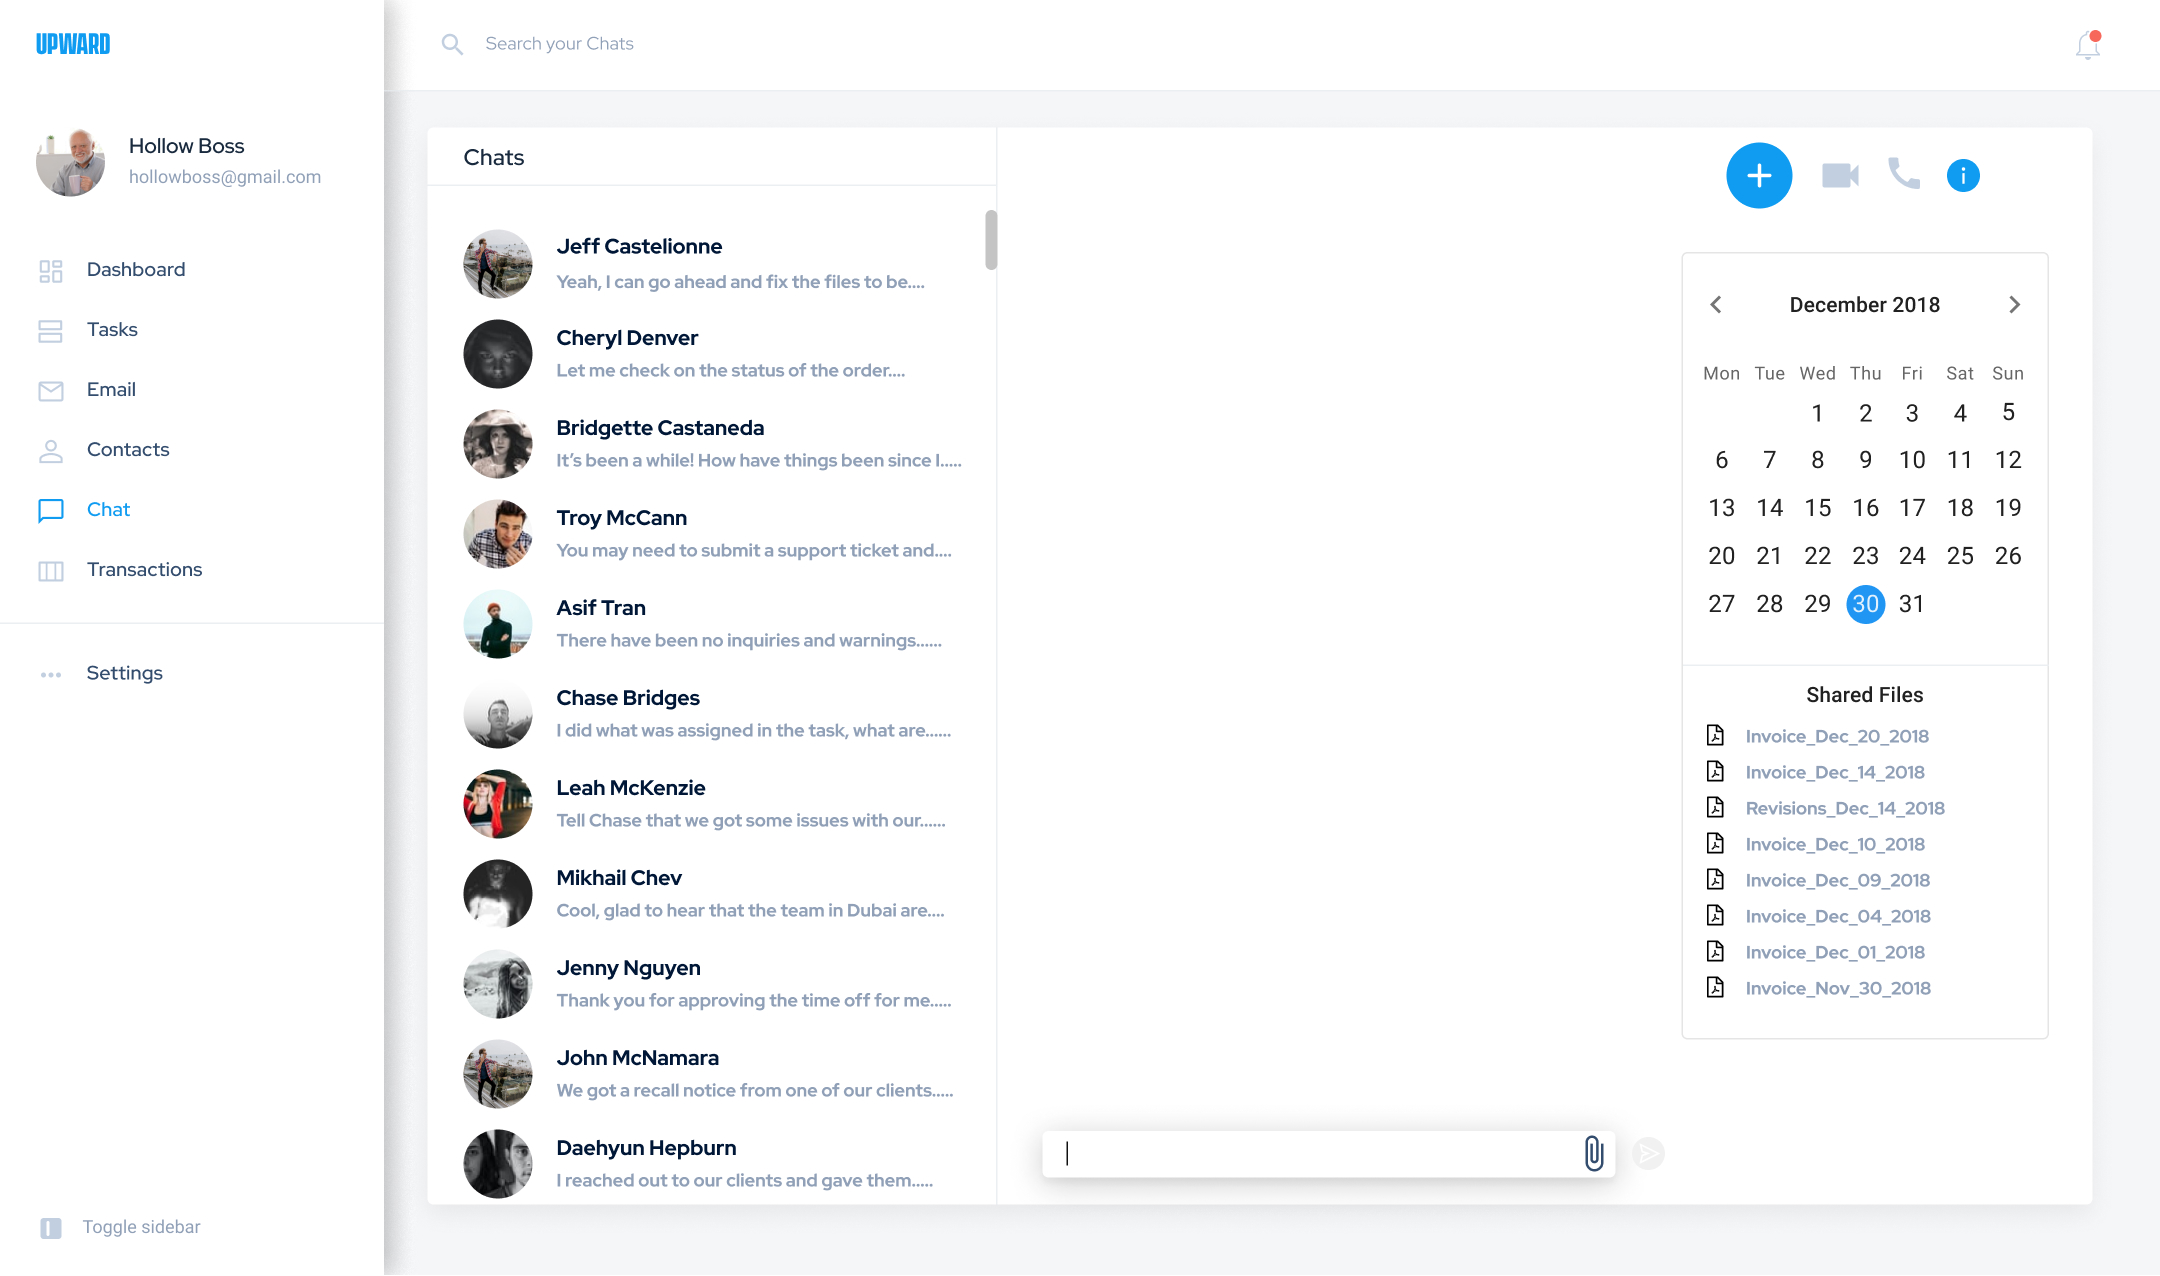 UPWARD
Search your Chats
Hollow Boss
hollowboss@gmail.com
Dashboard
Tasks
Email
Contacts
Chat
Transactions
Settings
Toggle sidebar
Chats
Jeff Castelionne
Yeah, I can go ahead and fix the files to be....
Cheryl Denver
Let me check on the status of the order....
Bridgette Castaneda
It’s been a while! How have things been since I.....
Troy McCann
You may need to submit a support ticket and....
Asif Tran
There have been no inquiries and warnings......
Chase Bridges
I did what was assigned in the task, what are......
Leah McKenzie
Tell Chase that we got some issues with our......
Mikhail Chev
Cool, glad to hear that the team in Dubai are....
Jenny Nguyen
Thank you for approving the time off for me.....
John McNamara
We got a recall notice from one of our clients.....
Daehyun Hepburn
I reached out to our clients and gave them.....
December 2018
Mon Tue Wed Thu Fri Sat Sun
1 2 3 4 5
6 7 8 9 10 11 12
13 14 15 16 17 18 19
20 21 22 23 24 25 26
27 28 29 30 31
Shared Files
Invoice_Dec_20_2018
Invoice_Dec_14_2018
Revisions_Dec_14_2018
Invoice_Dec_10_2018
Invoice_Dec_09_2018
Invoice_Dec_04_2018
Invoice_Dec_01_2018
Invoice_Nov_30_2018